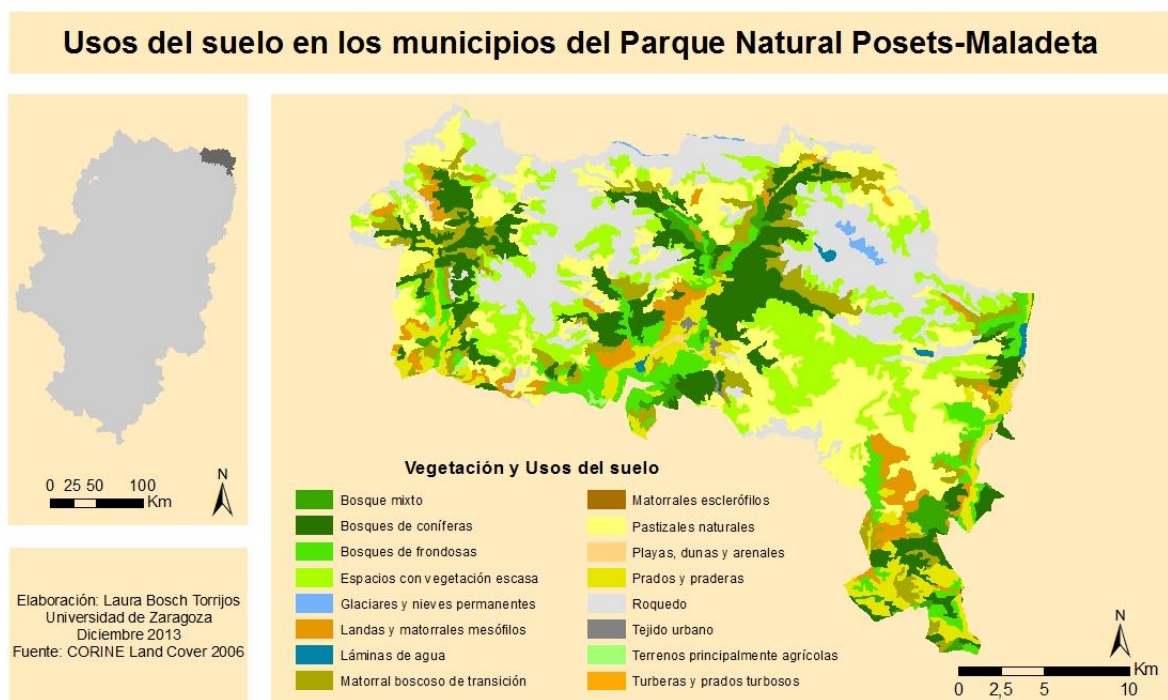 Usos del suelo en los municipios del Parque Natural Posets-Maladeta
N
0 25 50 100
Km
Elaboración: Laura Bosch Torrijos
Universidad de Zaragoza
Diciembre 2013
Fuente: CORINE Land Cover 2006
Vegetación y Usos del suelo
Bosque mixto
Bosques de coníferas
Bosques de frondosas
Espacios con vegetación escasa
Glaciares y nieves permanentes
Landas y matorrales mesófilos
Láminas de agua
Matorral boscoso de transición
Matorrales esclerófilos
Pastizales naturales
Playas, dunas y arenales
Prados y praderas
Roquedo
Tejido urbano
Terrenos principalmente agrícolas
Turberas y prados turbosos
N
Km
0 2,5 5 10